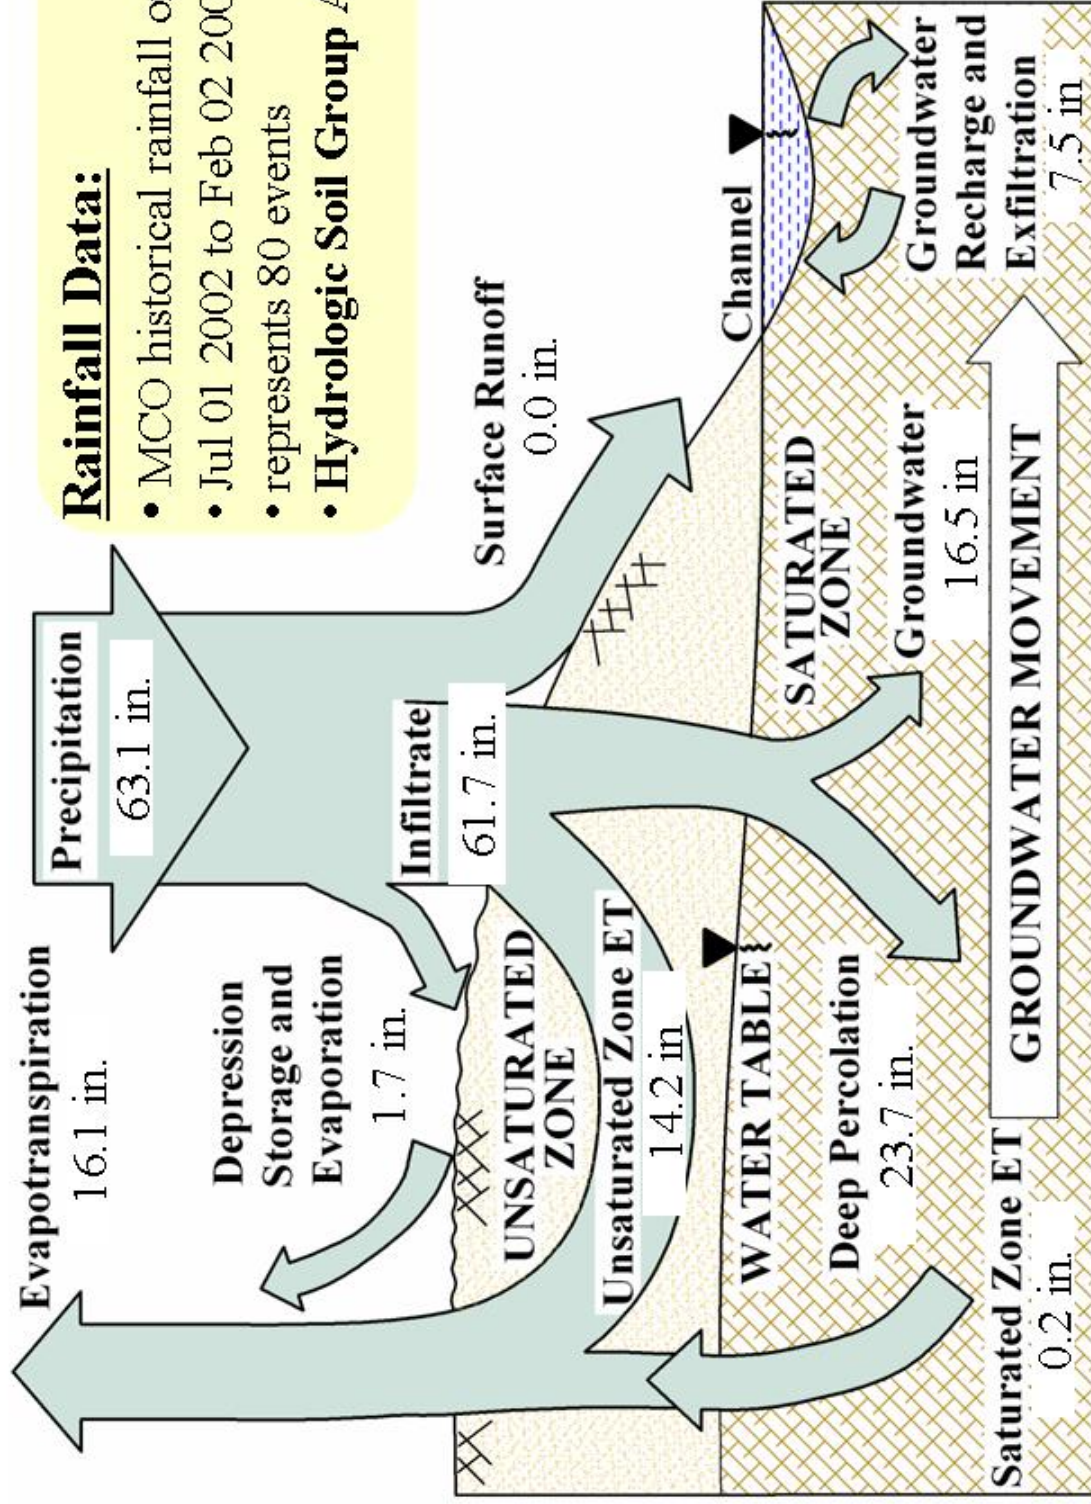 Evapotranspiration
16.1 in.
Precipitation
63.1 in.
Rainfall Data:
• MCO historical rainfall
• Jul 01 2002 to Feb 02
• represents 80 events
• Hydrologic Soil Group
Depression
Storage and
Evaporation
1.7 in.
Infiltrate
61.7 in.
Surface Runoff
0.0 in.
UNSATURATED
ZONE
Unsaturated Zone ET
14.2 in
WATER TABLE
Channel
SATURATED
ZONE
Deep Percolation
23.7 in.
Groundwater
16.5 in
Groundwater
Recharge and
Exfiltration
7.5 in
Saturated Zone ET
0.2 in.
GROUNDWATER MOVEMENT